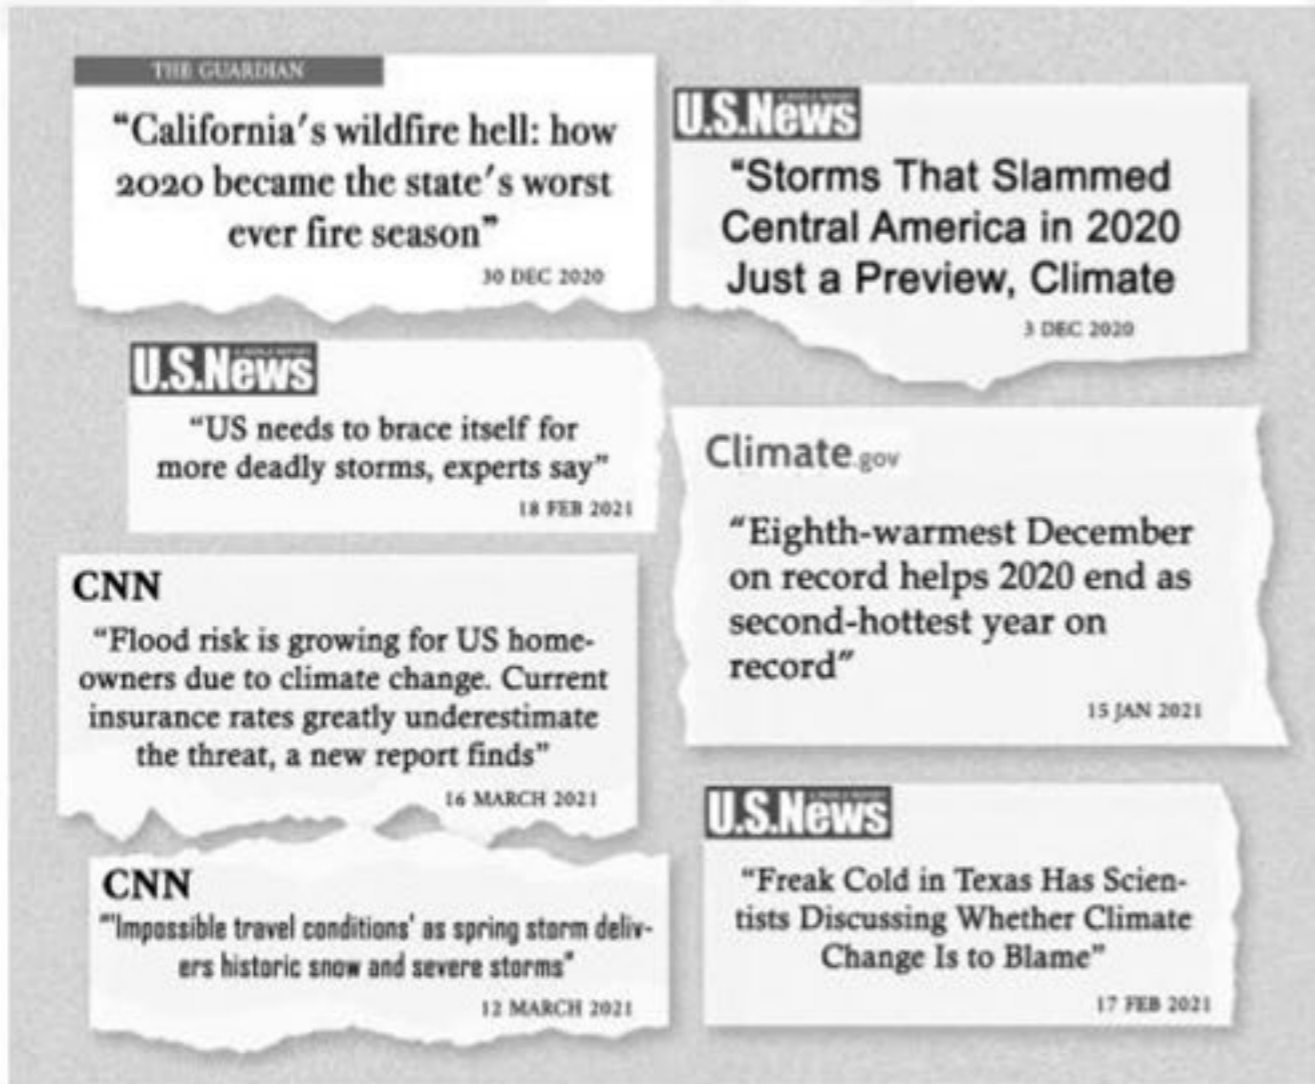 THE GUARDIAN
“California's wildfire hell: how
2020 became the state's worst
ever fire season”
30 DEC 2020
U.S.News
“Storms That Slammed
Central America in 2020
Just a Preview, Climate
3 DEC 2020
U.S.News
“US needs to brace itself for
more deadly storms, experts say”
18 FEB 2021
Climate.gov
“Eighth-warmest December
on record helps 2020 end as
second-hottest year on
record”
15 JAN 2021
CNN
“Flood risk is growing for US home-
owners due to climate change. Current
insurance rates greatly underestimate
the threat, a new report finds”
16 MARCH 2021
CNN
“'Impossible travel conditions' as spring storm deliv-
ers historic snow and severe storms”
12 MARCH 2021
U.S.News
“Freak Cold in Texas Has Scien-
tists Discussing Whether Climate
Change Is to Blame”
17 FEB 2021